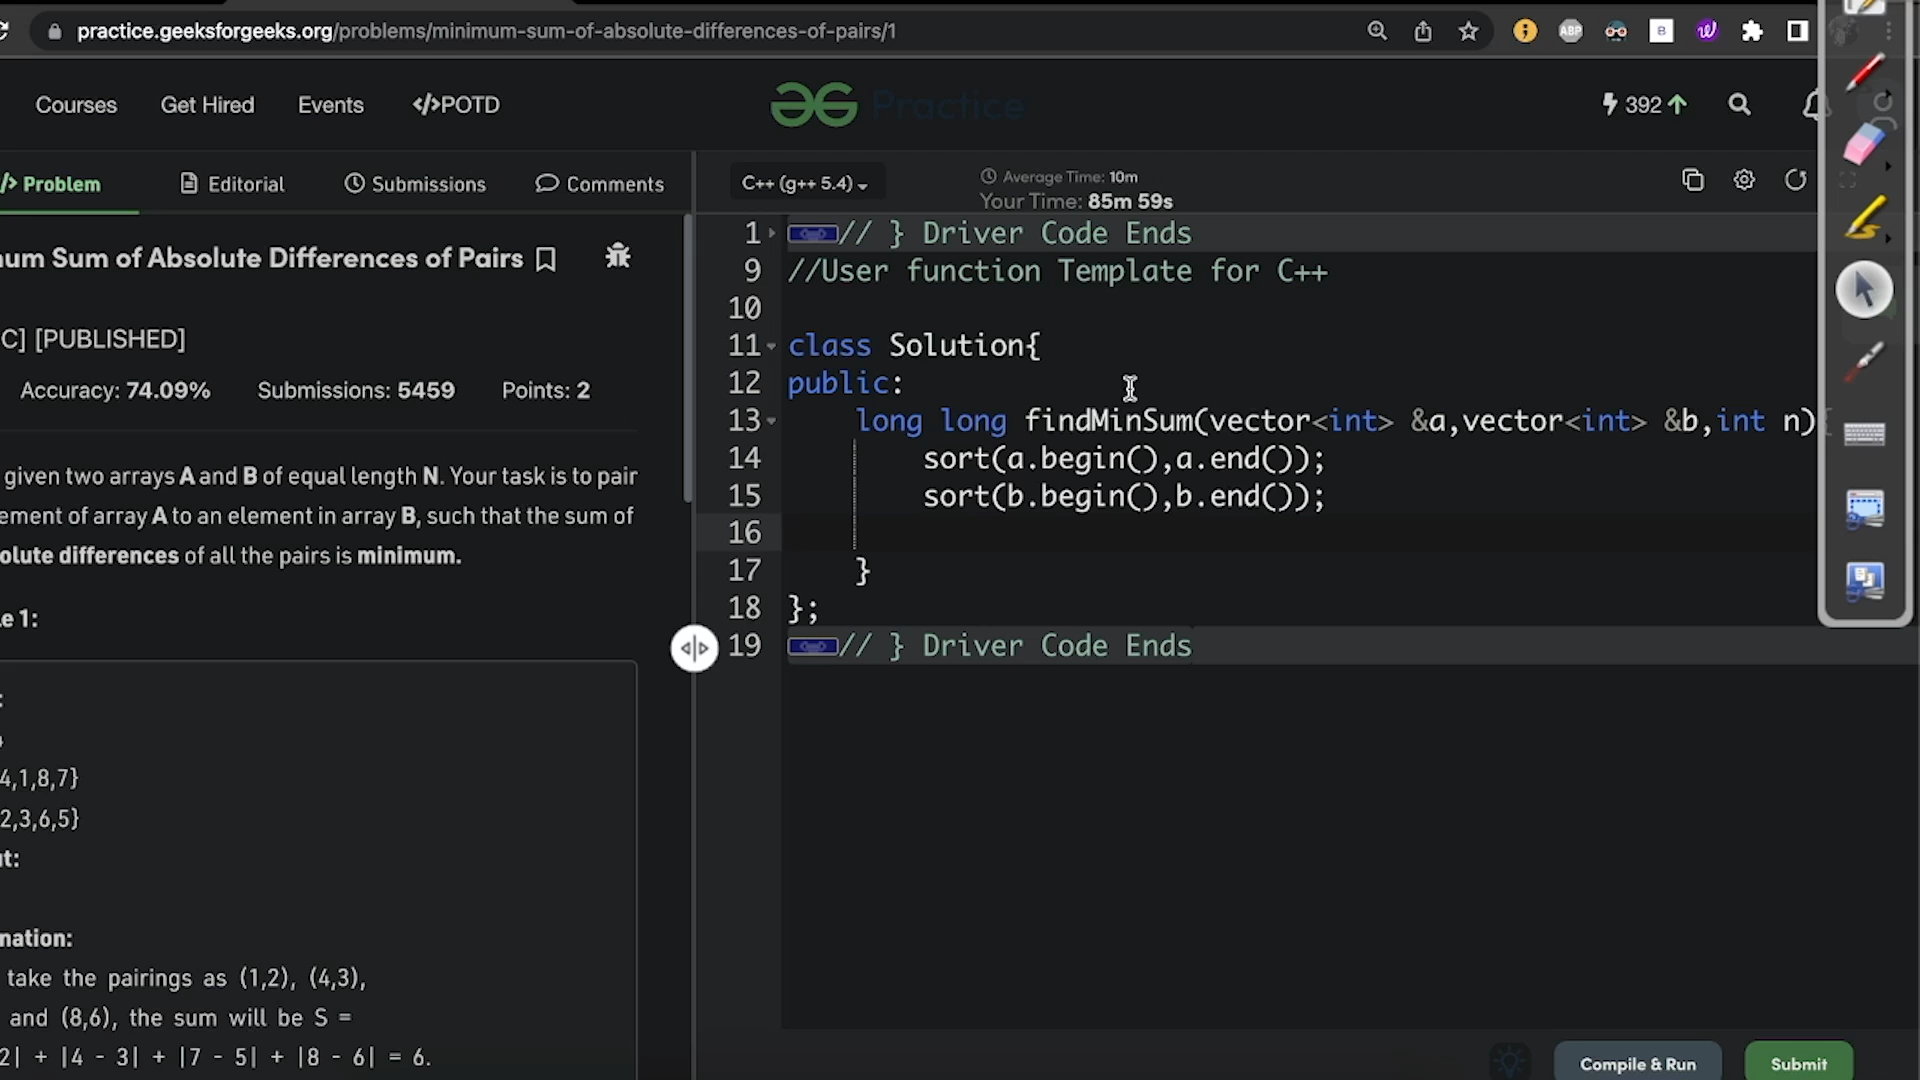 practice.geeksforgeeks.org/problems/minimum-sum-of-absolute-differences-of-pairs/1
ABP
B
Courses
Get Hired
Events
</>POTD
Practice
392
/> Problem
Editorial
Submissions
Comments
C++ (g++ 5.4)
Average Time: 10m
Your Time: 85m 59s
um Sum of Absolute Differences of Pairs
C] [PUBLISHED]
Accuracy: 74.09%
Submissions: 5459
Points: 2
given two arrays A and B of equal length N. Your task is to pair
ement of array A to an element in array B, such that the sum of
olute differences of all the pairs is minimum.
e 1:
:
4,1,8,7}
2,3,6,5}
t:
nation:
take the pairings as (1,2), (4,3),
and (8,6), the sum will be S =
2| + |4 - 3| + |7 - 5| + |8 - 6| = 6.
1 // } Driver Code Ends
9 //User function Template for C++
10
11 class Solution{
12 public:
13 long long findMinSum(vector<int> &a,vector<int> &b,int n){
14 sort(a.begin(),a.end());
15 sort(b.begin(),b.end());
16
17 }
18 };
19 // } Driver Code Ends
Compile & Run
Submit